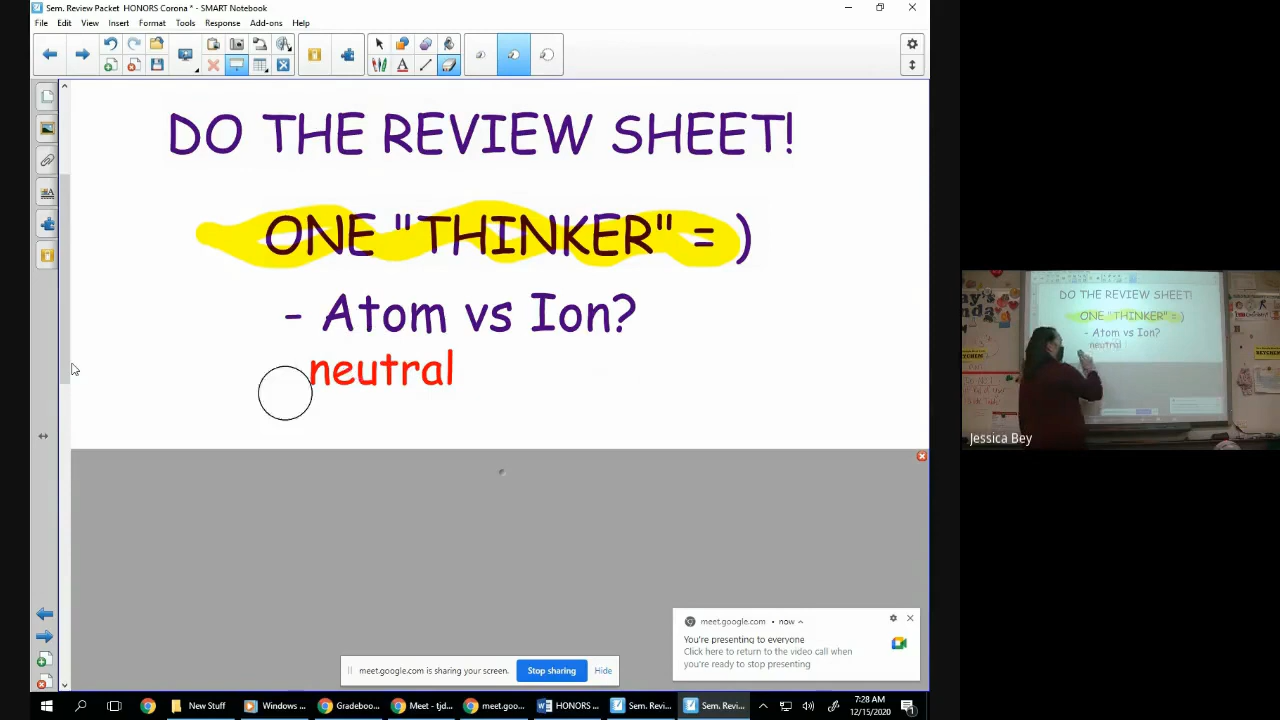 Sem. Review Packet HONORS Corona * - SMART Notebook
File Edit View Insert Format Tools Response Add-ons Help
DO THE REVIEW SHEET!
ONE "THINKER" = )
- Atom vs Ion?
neutral
DO THE REVIEW SHEET!
ONE "THINKER" = )
- Atom vs Ion?
neutral
Jessica Bey
meet.google.com • now
You're presenting to everyone
Click here to return to the video call when
you're ready to stop presenting
meet.google.com is sharing your screen. Stop sharing Hide
New Stuff Windows ... Gradeboo... Meet - tjd... meet.goo... HONORS ... Sem. Revi... Sem. Revi... 7:28 AM
12/15/2020